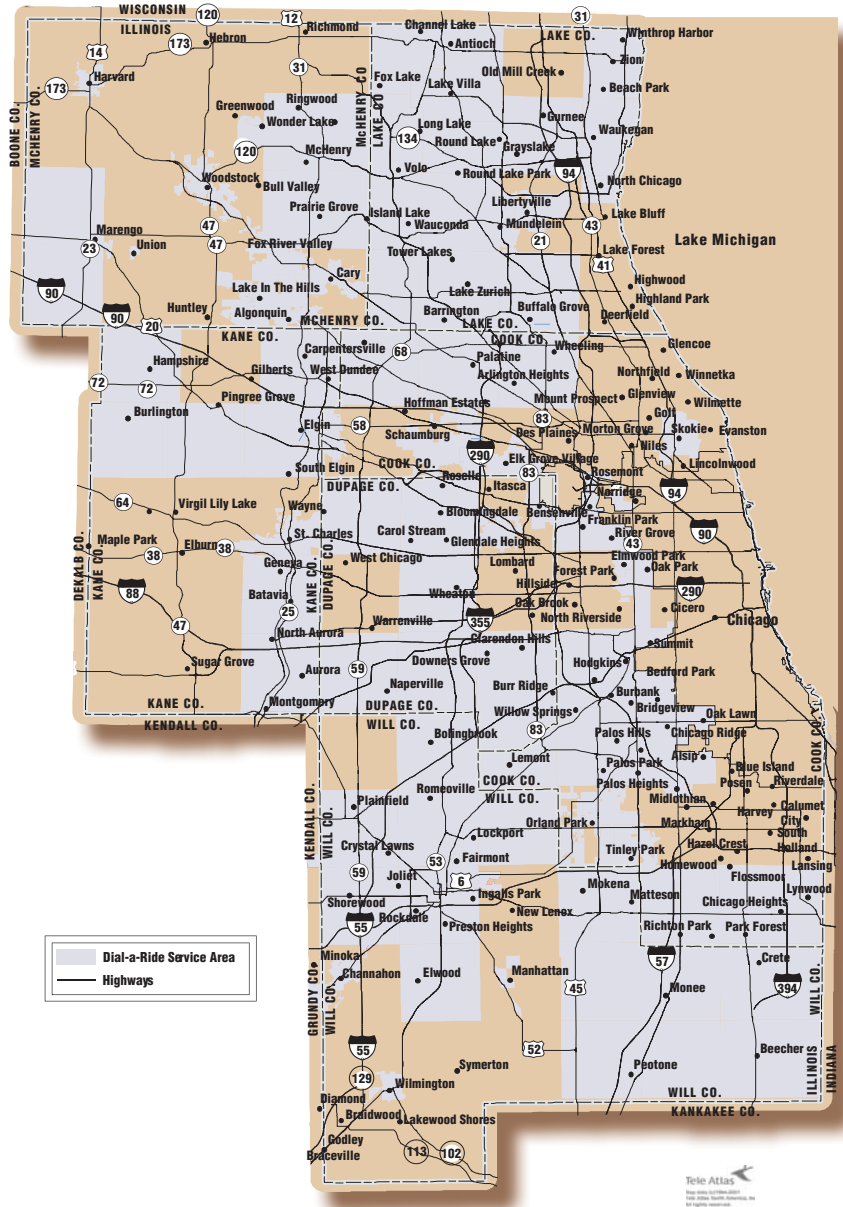 WISCONSIN
ILLINOIS
120
12
31
Richmond
Channel Lake
LAKE CO.
Winthrop Harbor
173
Hebron
Antioch
14
Zion
31
Old Mill Creek
Harvard
Fox Lake
Lake Villa
Beach Park
173
MCHENRY CO.
LAKE CO.
Ringwood
Greenwood
Wonder Lake
Gurnee
BOONE CO.
MCHENRY CO.
Long Lake
134
Round Lake
Waukegan
120
McHenry
Grayslake
94
Volo
Round Lake Park
Woodstock
Bull Valley
North Chicago
Libertyville
Prairie Grove
Island Lake
Lake Bluff
47
Wauconda
Mundelein
43
Marengo
23
Union
47
Fox River Valley
21
Lake Michigan
Tower Lakes
Lake Forest
41
Cary
Highwood
90
Lake In The Hills
Lake Zurich
90
Huntley
Algonquin
Buffalo Grove
Highland Park
20
MCHENRY CO.
Barrington
LAKE CO.
Deerfield
KANE CO.
COOK CO.
Carpentersville
68
Wheeling
Glencoe
Hampshire
Palatine
72
72
Gilberts
West Dundee
Arlington Heights
Northfield
Winnetka
Pingree Grove
Mount Prospect
Glenview
Wilmette
Burlington
Hoffman Estates
Golf
Elgin
58
83
Morton Grove
Skokie
Evanston
Schaumburg
Des Plaines
Niles
290
Elk Grove Village
South Elgin
COOK CO.
83
Rosemont
Lincolnwood
Roselle
DUPAGE CO.
Itasca
94
64
Virgil
Lily Lake
Wayne
Norridge
Bloomingdale
Bensenville
Franklin Park
90
St. Charles
Carol Stream
Glendale Heights
River Grove
43
Maple Park
38
Elburn
38
Elmwood Park
DEKALB CO.
KANE CO.
Geneva
KANE CO.
DUPAGE CO.
West Chicago
Lombard
Forest Park
Oak Park
88
Hillside
290
Batavia
Wheaton
25
Oak Brook
Cicero
355
North Riverside
Chicago
47
Warrenville
North Aurora
Clarendon Hills
Summit
Sugar Grove
Aurora
59
Downers Grove
Hodgkins
Bedford Park
Naperville
Burr Ridge
Burbank
KANE CO.
Montgomery
DUPAGE CO.
Willow Springs
Bridgeview
KENDALL CO.
WILL CO.
83
Oak Lawn
Bolingbrook
Palos Hills
Chicago Ridge
COOK CO.
Lemont
Alsip
Palos Park
Blue Island
COOK CO.
Palos Heights
Posen
Riverdale
Romeoville
WILL CO.
KENDALL CO.
WILL CO.
Plainfield
Midlothian
Harvey
Calumet
City
Orland Park
Markham
Lockport
South
Holland
Crystal Lawns
Hazel Crest
53
Fairmont
Tinley Park
Homewood
Lansing
59
6
Flossmoor
Joliet
Mokena
Lynwood
Shorewood
Ingalls Park
Matteson
Rockdale
New Lenox
Chicago Heights
55
Preston Heights
Richton Park
Park Forest
Minoka
57
Crete
Channahon
Elwood
Manhattan
45
394
GRUNDY CO.
WILL CO.
Monee
WILL CO.
55
52
Beecher
ILLINOIS
INDIANA
129
Symerton
Peotone
Wilmington
WILL CO.
Diamond
KANKAKEE CO.
Braidwood
Lakewood Shores
Godley
Braceville
113
102
Dial-a-Ride Service Area
Highways
Tele Atlas